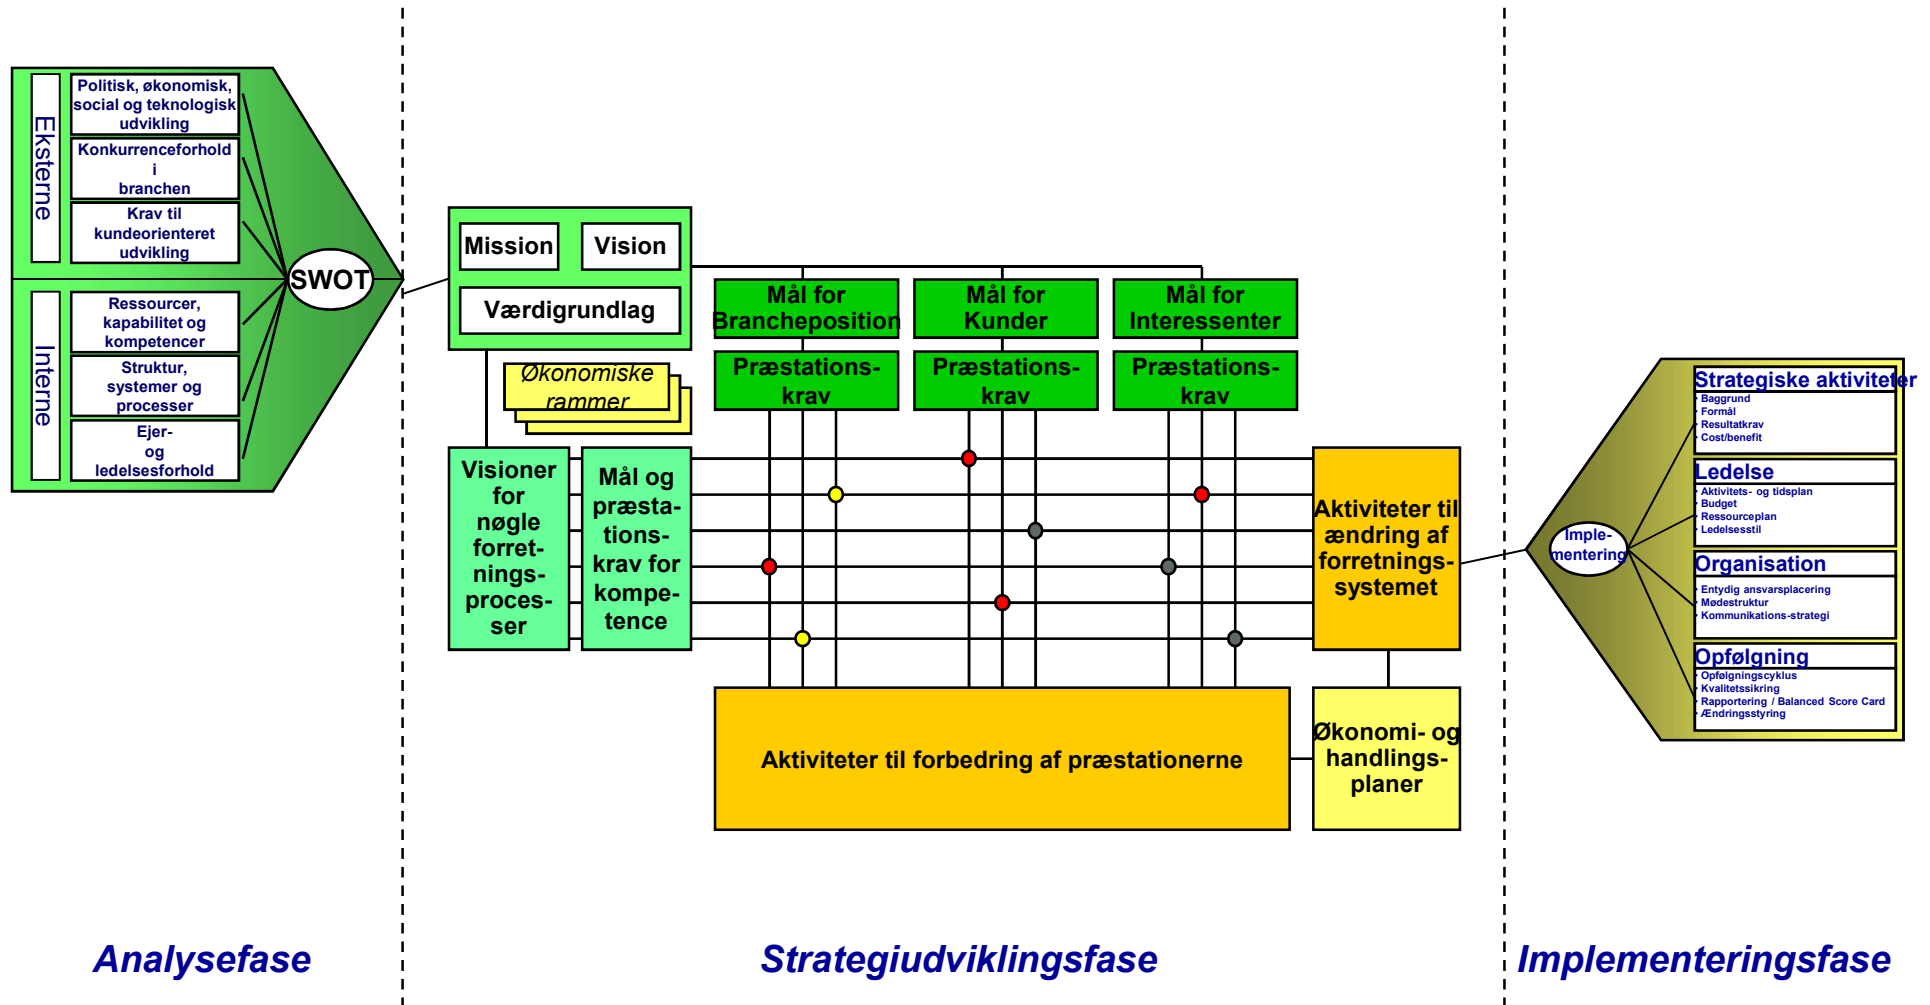 Eksterne
Politisk, økonomisk,
social og teknologisk
udvikling
Konkurrenceforhold
i
branchen
Krav til
kundeorienteret
udvikling
Interne
Ressourcer,
kapabilitet og
kompetencer
Struktur,
systemer og
processer
Ejer-
og
ledelsesforhold
SWOT
Mission
Vision
Værdigrundlag
Økonomiske
rammer
Mål for
Brancheposition
Mål for
Kunder
Mål for
Interessenter
Præstations-
krav
Præstations-
krav
Præstations-
krav
Visioner
for
nøgle
forret-
nings-
proces-
ser
Mål og
præsta-
tions-
krav for
kompe-
tence
Aktiviteter til
ændring af
forretnings-
systemet
Aktiviteter til forbedring af præstationerne
Økonomi- og
handlings-
planer
Imple-
mentering
Strategiske aktiviteter
· Baggrund
· Formål
· Resultatkrav
· Cost/benefit
Ledelse
· Aktivitets- og tidsplan
· Budget
· Ressourceplan
· Ledelsesstil
Organisation
· Entydig ansvarsplacering
· Mødestruktur
· Kommunikations-strategi
Opfølgning
· Opfølgningscyklus
· Kvalitetssikring
· Rapportering / Balanced Score Card
· Ændringsstyring
Analysefase
Strategiudviklingsfase
Implementeringsfase